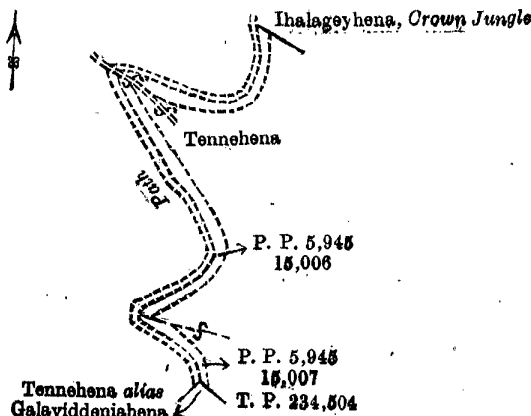 Ihalageyhena, Crown Jungle
Tennehena
Path
P. P. 5,945
15,006
P. P. 5,945
15,007
T. P. 234,504
Tennehena alias
Galaviddeniahena